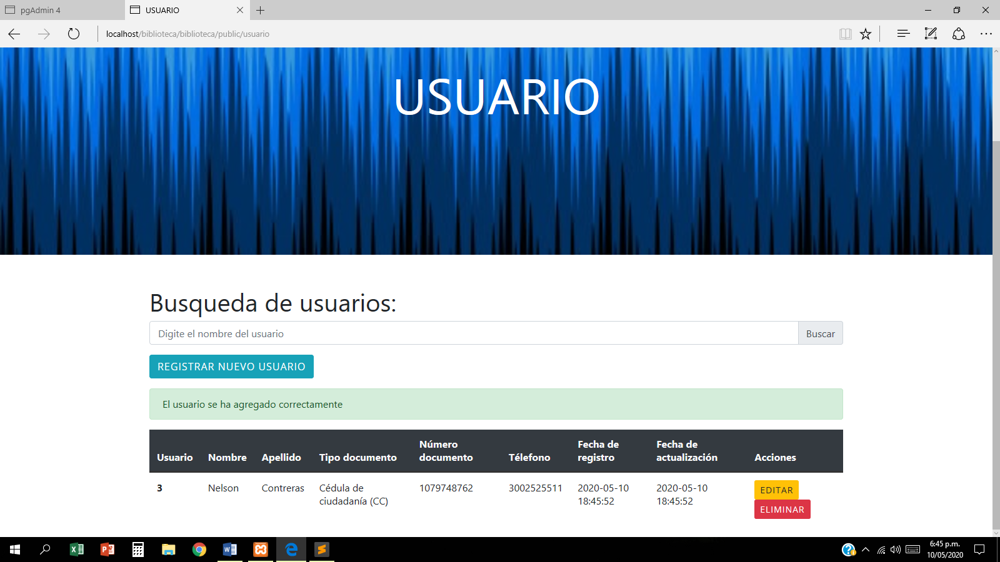 pgAdmin 4
USUARIO
localhost/biblioteca/biblioteca/public/usuario
USUARIO
Busqueda de usuarios:
Digite el nombre del usuario
Buscar
REGISTRAR NUEVO USUARIO
El usuario se ha agregado correctamente
Usuario Nombre Apellido Tipo documento Número documento Télefono Fecha de registro Fecha de actualización Acciones
3 Nelson Contreras Cédula de ciudadanía (CC) 1079748762 3002525511 2020-05-10 18:45:52 2020-05-10 18:45:52
EDITAR
ELIMINAR
6:45 p.m.
10/05/2020